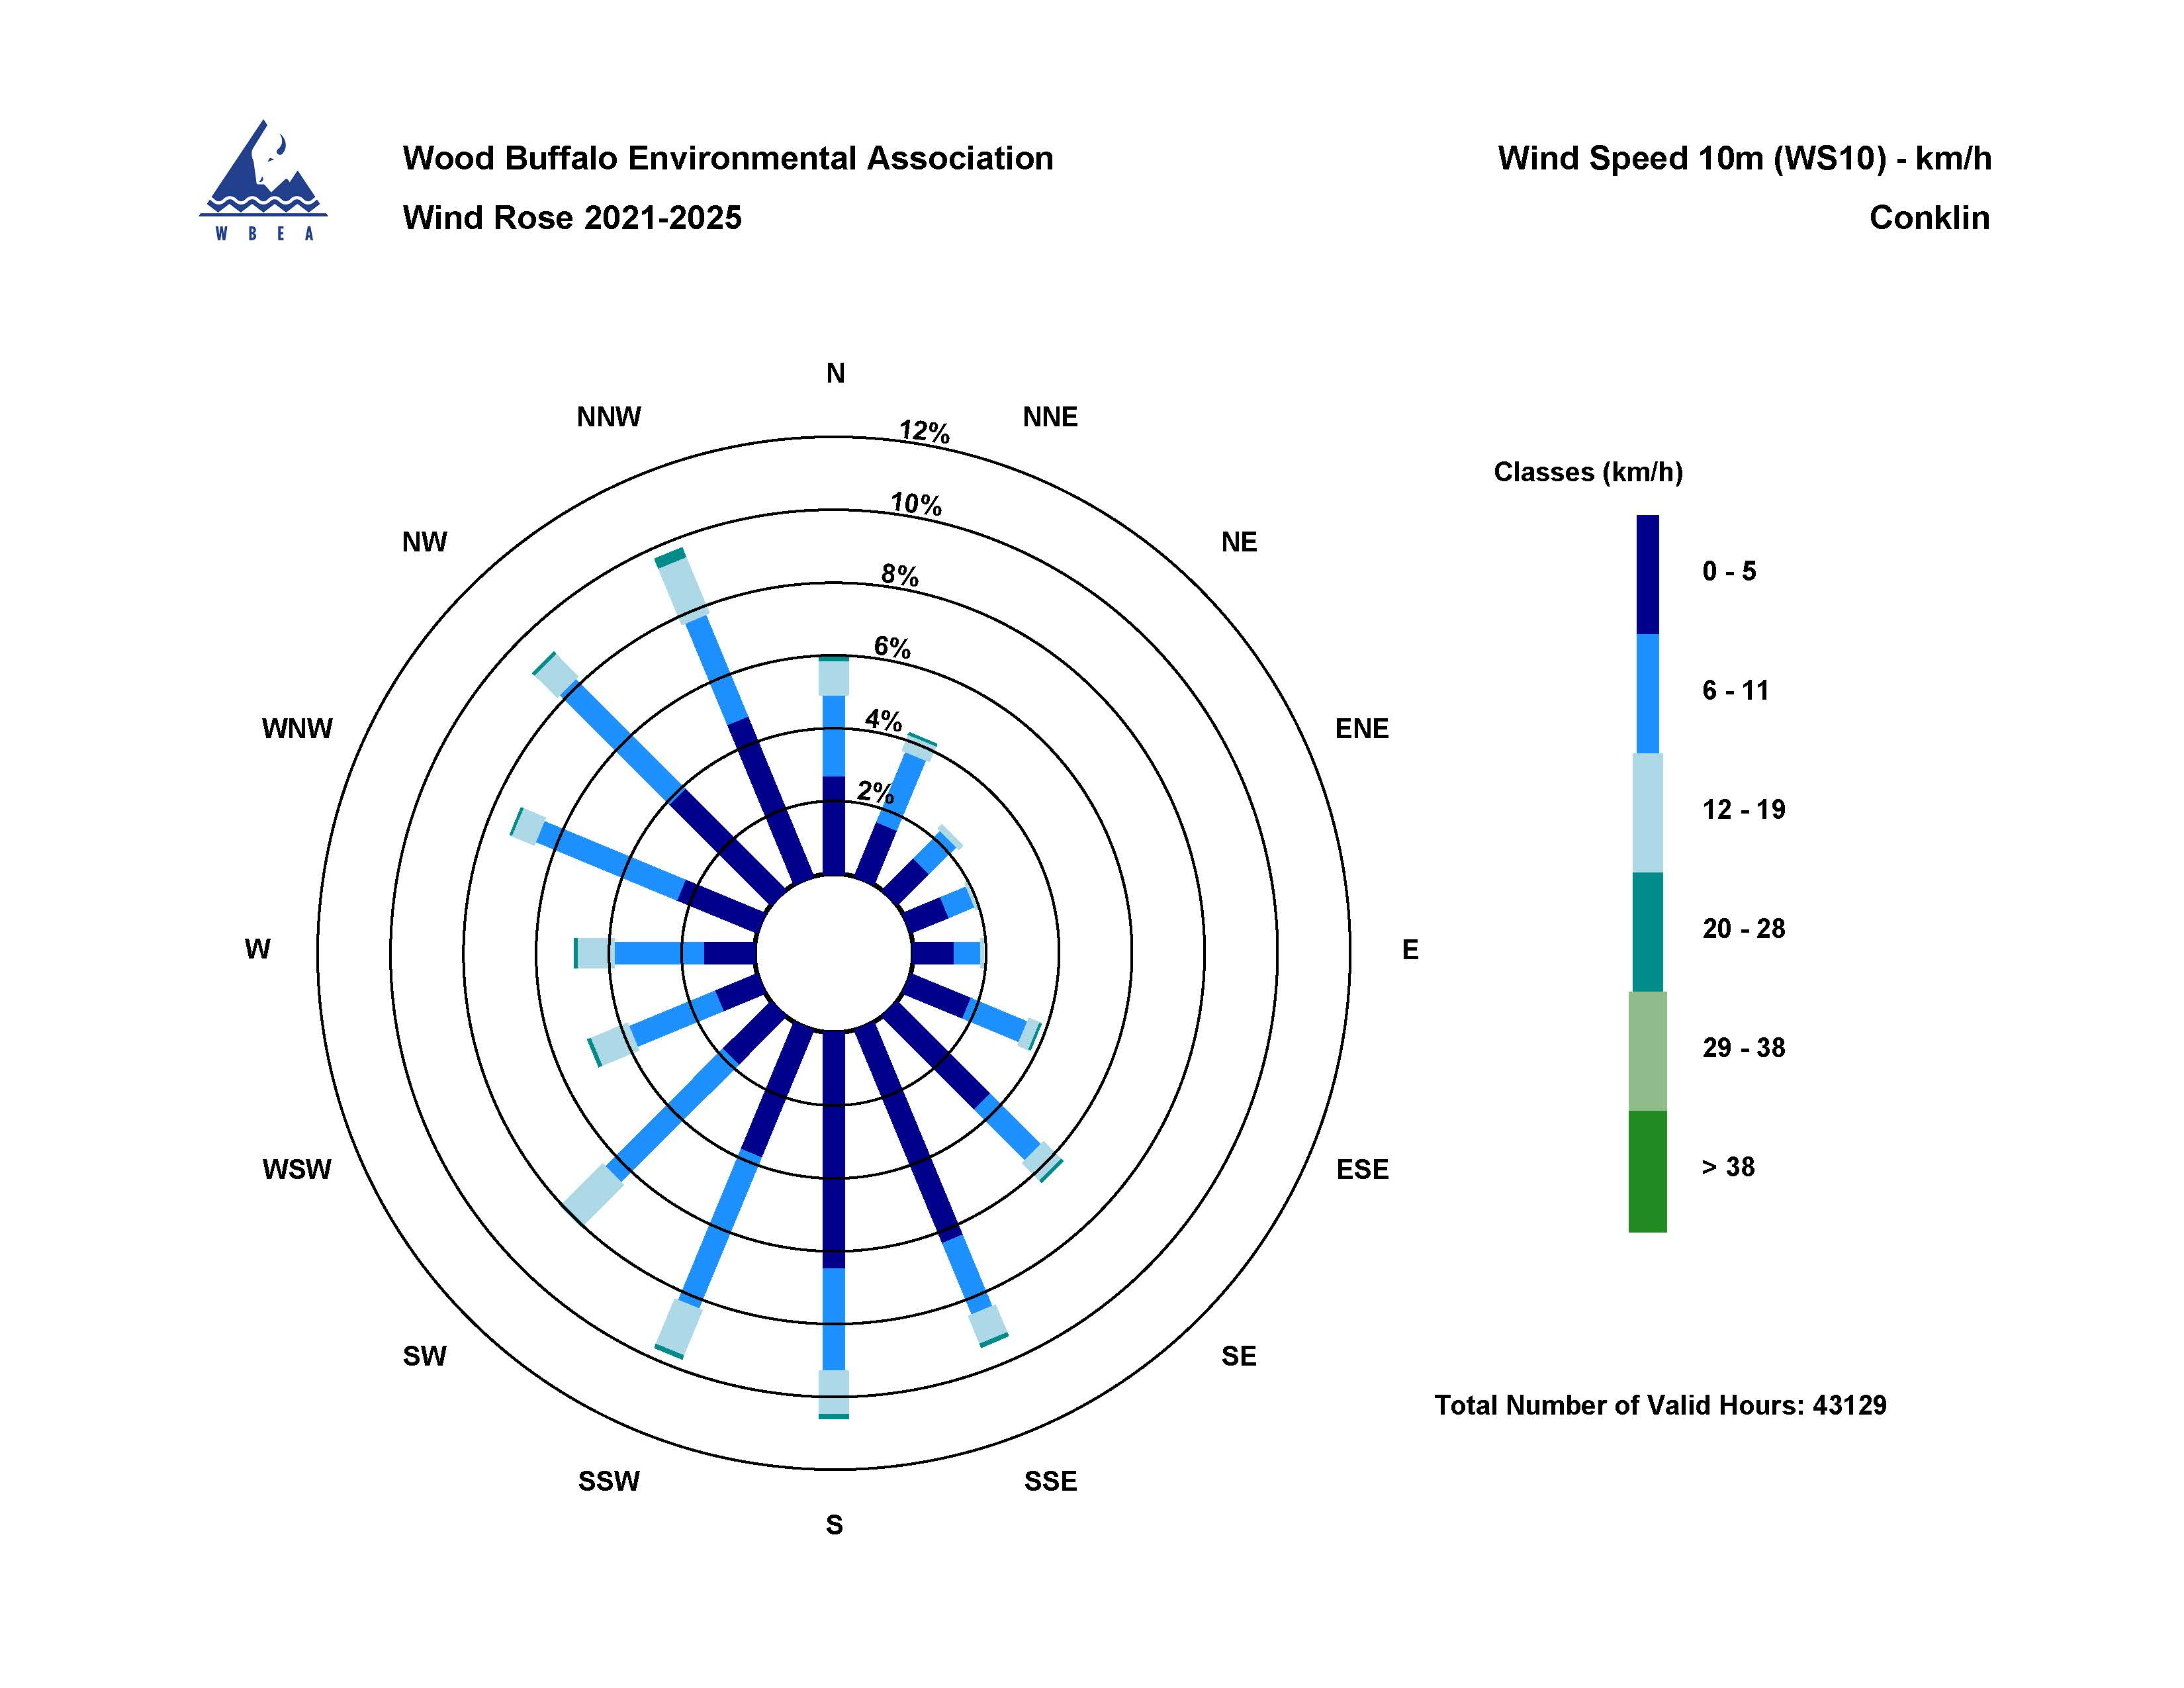 Wood Buffalo Environmental Association
Wind Speed 10m (WS10) - km/h
Wind Rose 2021-2025
Conklin
W B E A
N
NNW
NNE
12%
Classes (km/h)
10%
NW
NE
0 - 5
8%
6%
6 - 11
4%
WNW
ENE
2%
12 - 19
20 - 28
W
E
29 - 38
WSW
ESE
> 38
SW
SE
Total Number of Valid Hours: 43129
SSW
SSE
S